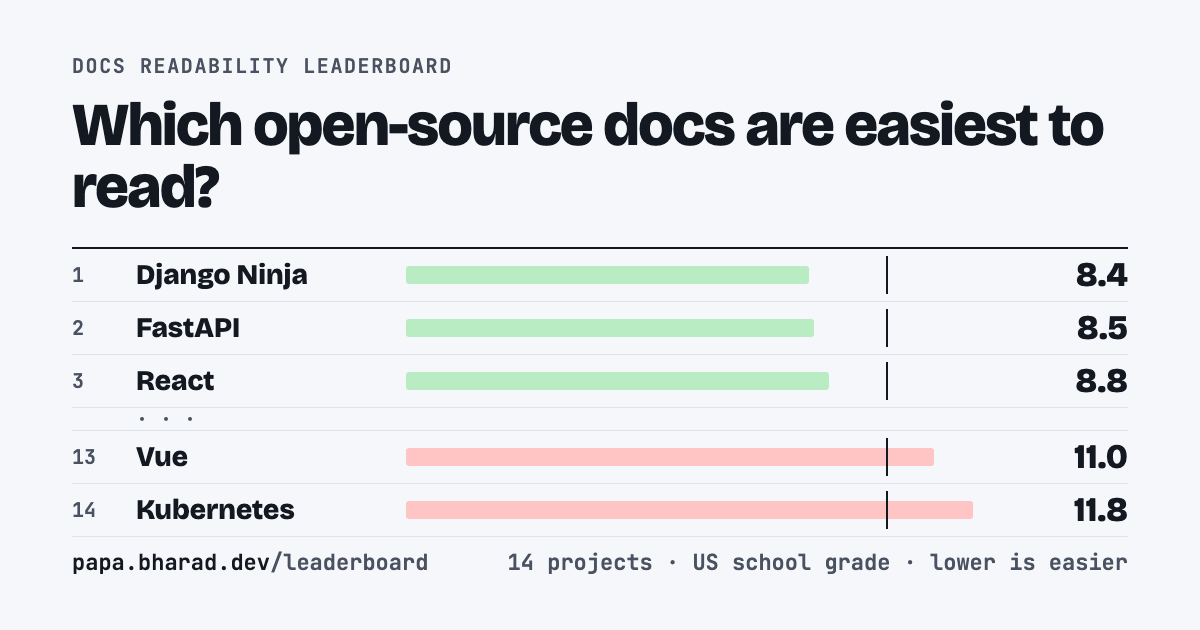 DOCS READABILITY LEADERBOARD
Which open-source docs are easiest to
read?
1 Django Ninja 8.4
2 FastAPI 8.5
3 React 8.8
· · ·
13 Vue 11.0
14 Kubernetes 11.8
papa.bharad.dev/leaderboard 14 projects · US school grade · lower is easier